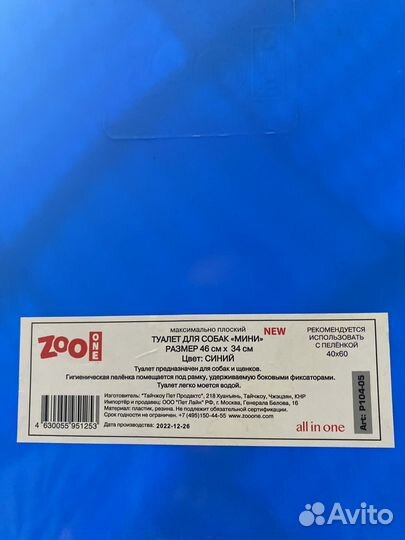 ZOO ONE
максимально плоский
ТУАЛЕТ ДЛЯ СОБАК «МИНИ»
РАЗМЕР 46 см х 34 см
Цвет: СИНИЙ
NEW
РЕКОМЕНДУЕТСЯ
ИСПОЛЬЗОВАТЬ
С ПЕЛЁНКОЙ
40х60
Туалет предназначен для собак и щенков.
Гигиеническая пелёнка помещается под рамку, удерживаемую боковыми фиксаторами.
Туалет легко моется водой.
Изготовитель: "Тайчжоу Пет Продактс", 218 Хуанъянь, Тайчжоу, Чжэцзян, КНР
Импортёр и продавец: ООО "Пет Лайн" РФ, г. Москва, Генерала Белова, 16
Материал: пластик, резина. Не подлежит обязательной сертификации.
Срок годности не ограничен. +7 (495)150-44-55 www.zooone.com
Дата производства: 2022-12-26
4 630055 951253
all in one
Art: P104-05
Avito